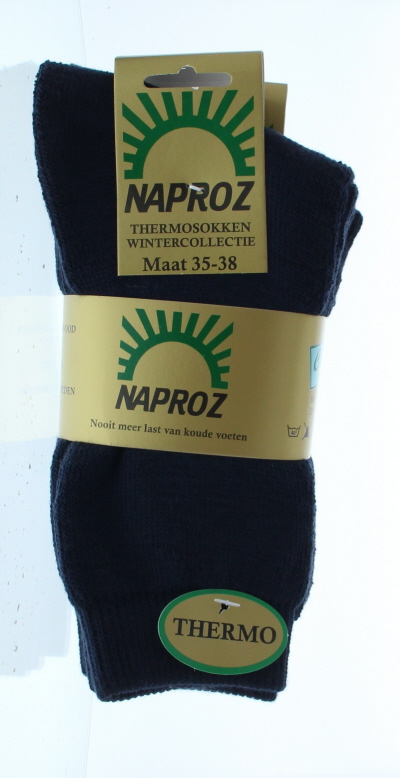 NAPROZ
THERMOSOKKEN
WINTERCOLLECTIE
Maat 35-38
NAPROZ
Nooit meer last van koude voeten
THERMO